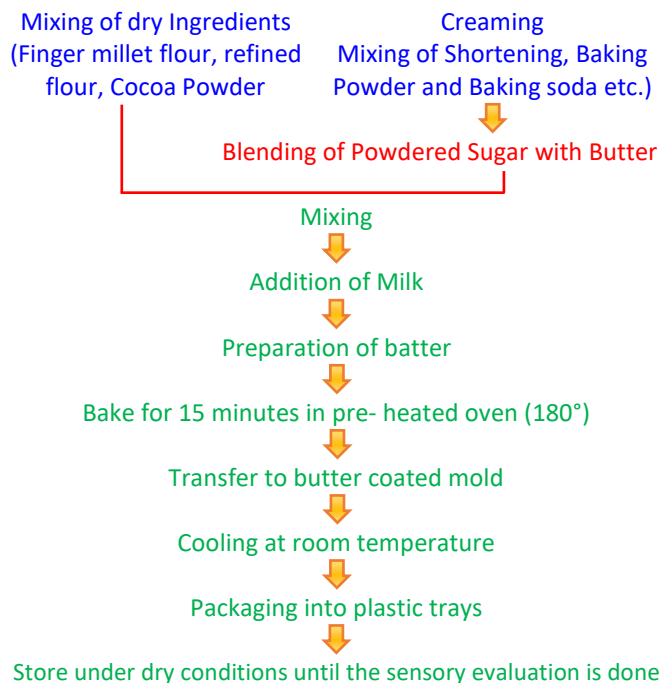 Mixing of dry Ingredients
(Finger millet flour, refined
flour, Cocoa Powder
Creaming
Mixing of Shortening, Baking
Powder and Baking soda etc.)
Blending of Powdered Sugar with Butter
Mixing
Addition of Milk
Preparation of batter
Bake for 15 minutes in pre- heated oven (180°)
Transfer to butter coated mold
Cooling at room temperature
Packaging into plastic trays
Store under dry conditions until the sensory evaluation is done